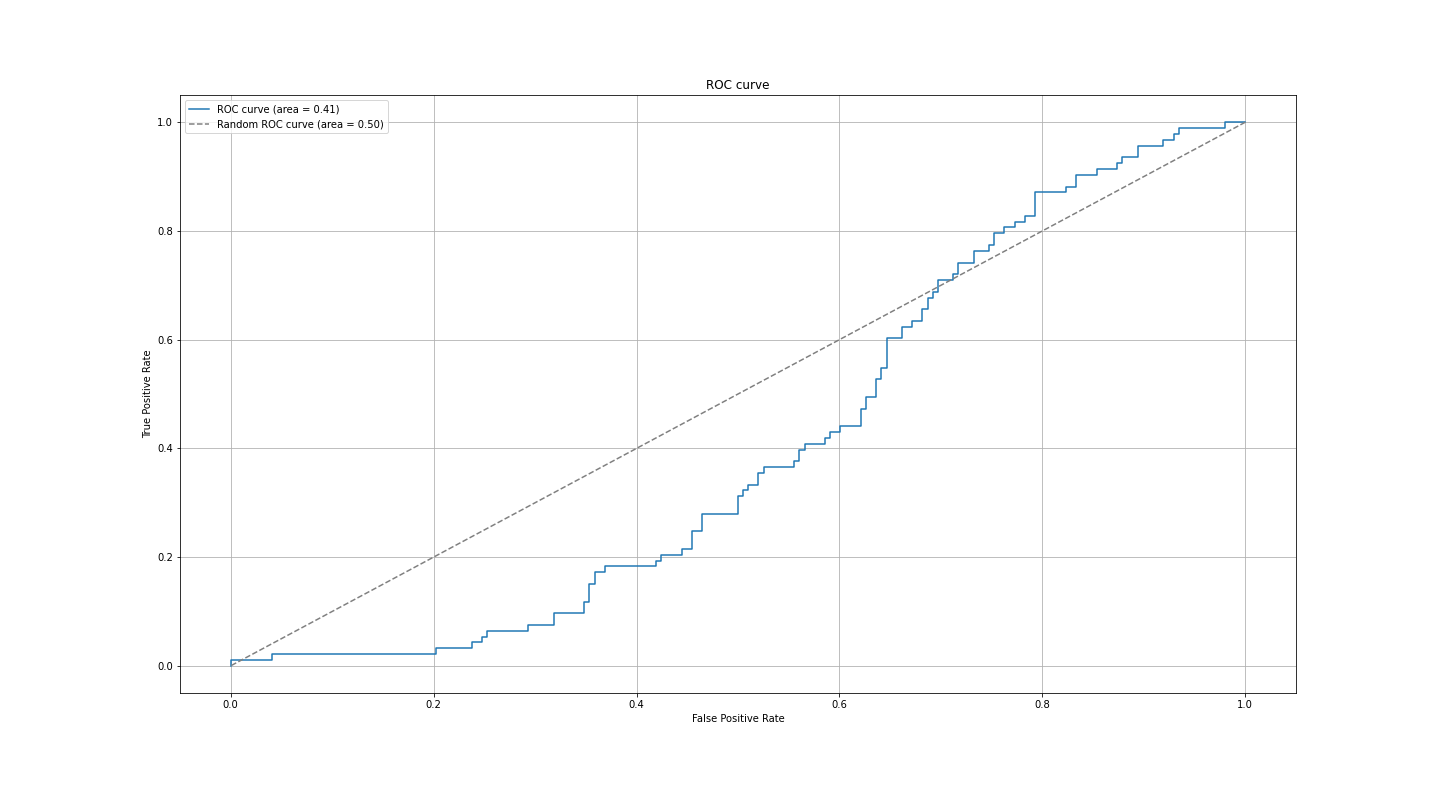 ROC curve
ROC curve (area = 0.41)
Random ROC curve (area = 0.50)
1.0
0.8
0.6
0.4
0.2
0.0
True Positive Rate
0.0 0.2 0.4 0.6 0.8 1.0
False Positive Rate